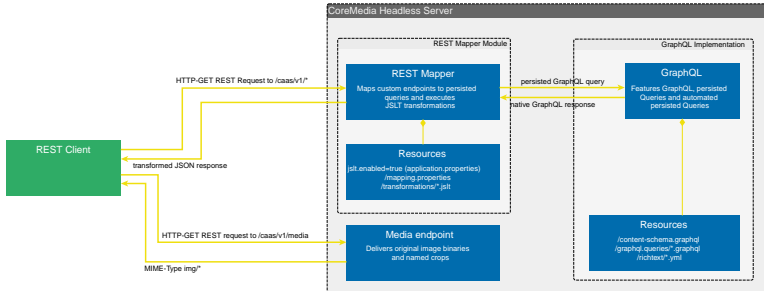 CoreMedia Headless Server
REST Mapper Module
GraphQL Implementation
HTTP-GET REST Request to /caas/v1/*
REST Mapper
Maps custom endpoints to persisted
queries and executes
JSLT transformations
persisted GraphQL query
native GraphQL response
GraphQL
Features GraphQL, persisted
Queries and automated
persisted Queries
REST Client
transformed JSON response
Resources
jslt.enabled=true (application.properties)
/mapping.properties
/transformations/*.jslt
HTTP-GET REST request to /caas/v1/media
Media endpoint
Delivers original image binaries
and named crops
MIME-Type img/*
Resources
/content-schema.graphql
/graphql.queries/*.graphql
/richtext/*.yml